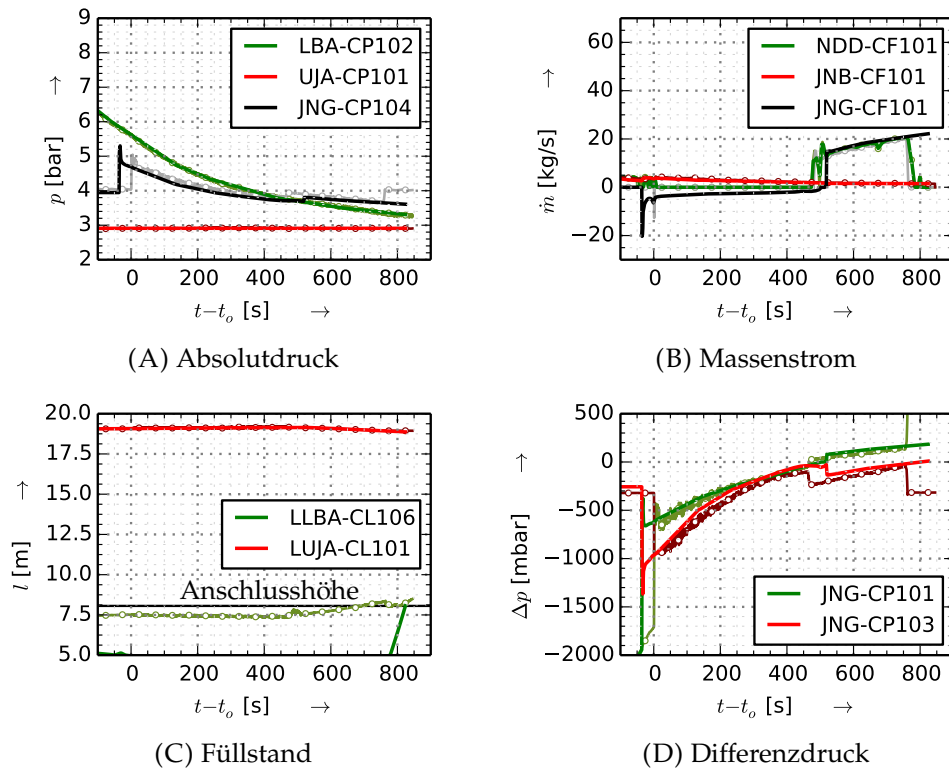 9
8
7
6
5
4
3
2
p [bar] →
LBA-CP102
UJA-CP101
JNG-CP104
0 200 400 600 800
t−t_o [s] →
(A) Absolutdruck
60
40
20
0
−20
ṁ [kg/s] →
NDD-CF101
JNB-CF101
JNG-CF101
0 200 400 600 800
t−t_o [s] →
(B) Massenstrom
20.0
17.5
15.0
12.5
10.0
7.5
5.0
l [m] →
LLBA-CL106
LUJA-CL101
Anschlusshöhe
0 200 400 600 800
t−t_o [s] →
(C) Füllstand
500
0
−500
−1000
−1500
−2000
Δp [mbar] →
JNG-CP101
JNG-CP103
0 200 400 600 800
t−t_o [s] →
(D) Differenzdruck